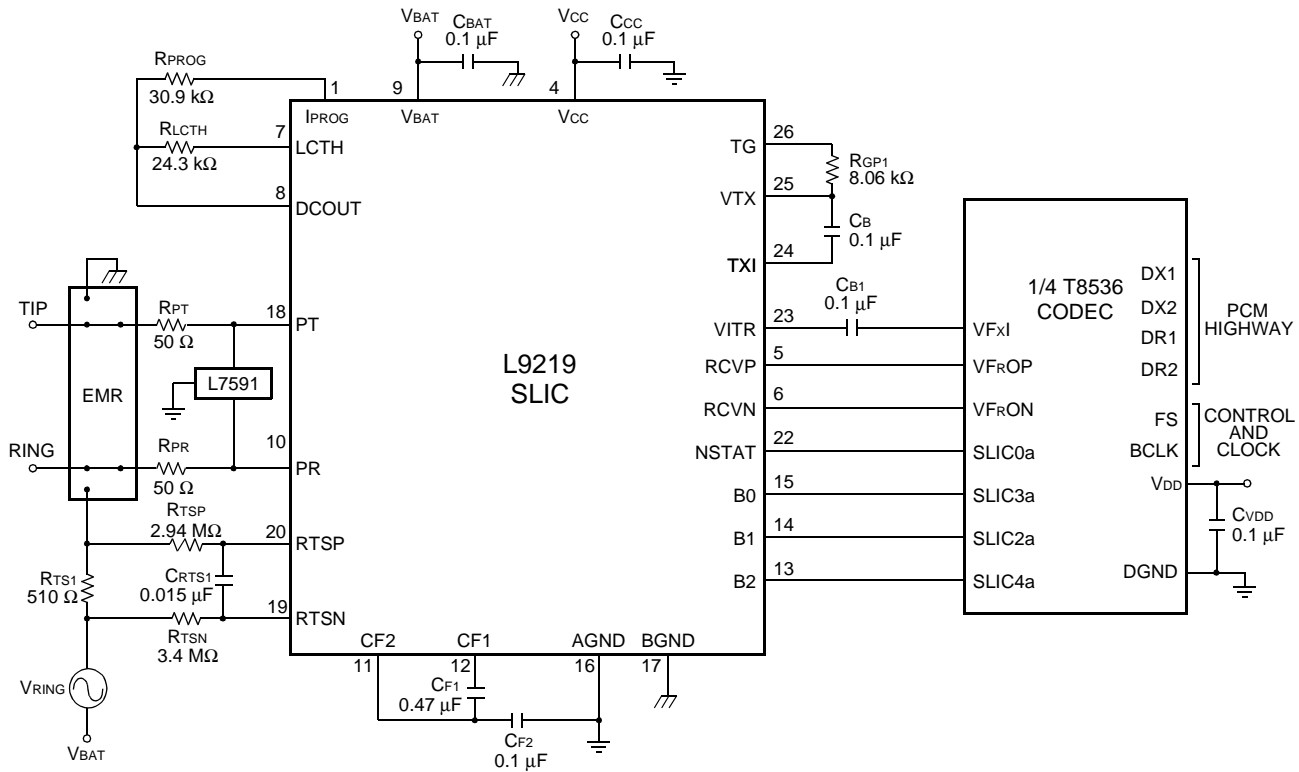 VBAT
CBAT
0.1 µF
VCC
CCC
0.1 µF
RPROG
30.9 kΩ
1
9
4
IPROG
VBAT
VCC
RLCTH
24.3 kΩ
7
LCTH
8
DCOUT
TG
26
RGP1
8.06 kΩ
VTX
25
CB
0.1 µF
TXI
24
CB1
0.1 µF
TIP
RPT
50 Ω
18
PT
L7591
EMR
RING
RPR
50 Ω
10
PR
RTSP
2.94 MΩ
20
RTSP
RTS1
510 Ω
CRTS1
0.015 µF
19
RTSN
RTSN
3.4 MΩ
VRING
VBAT
L9219
SLIC
VITR
23
VFXI
RCVP
5
VFROP
RCVN
6
VFRON
NSTAT
22
SLIC0a
B0
15
SLIC3a
B1
14
SLIC2a
B2
13
SLIC4a
1/4 T8536
CODEC
DX1
DX2
DR1
DR2
PCM
HIGHWAY
FS
BCLK
CONTROL
AND
CLOCK
VDD
CVDD
0.1 µF
DGND
CF2
CF1
AGND
BGND
11
12
16
17
CF1
0.47 µF
CF2
0.1 µF